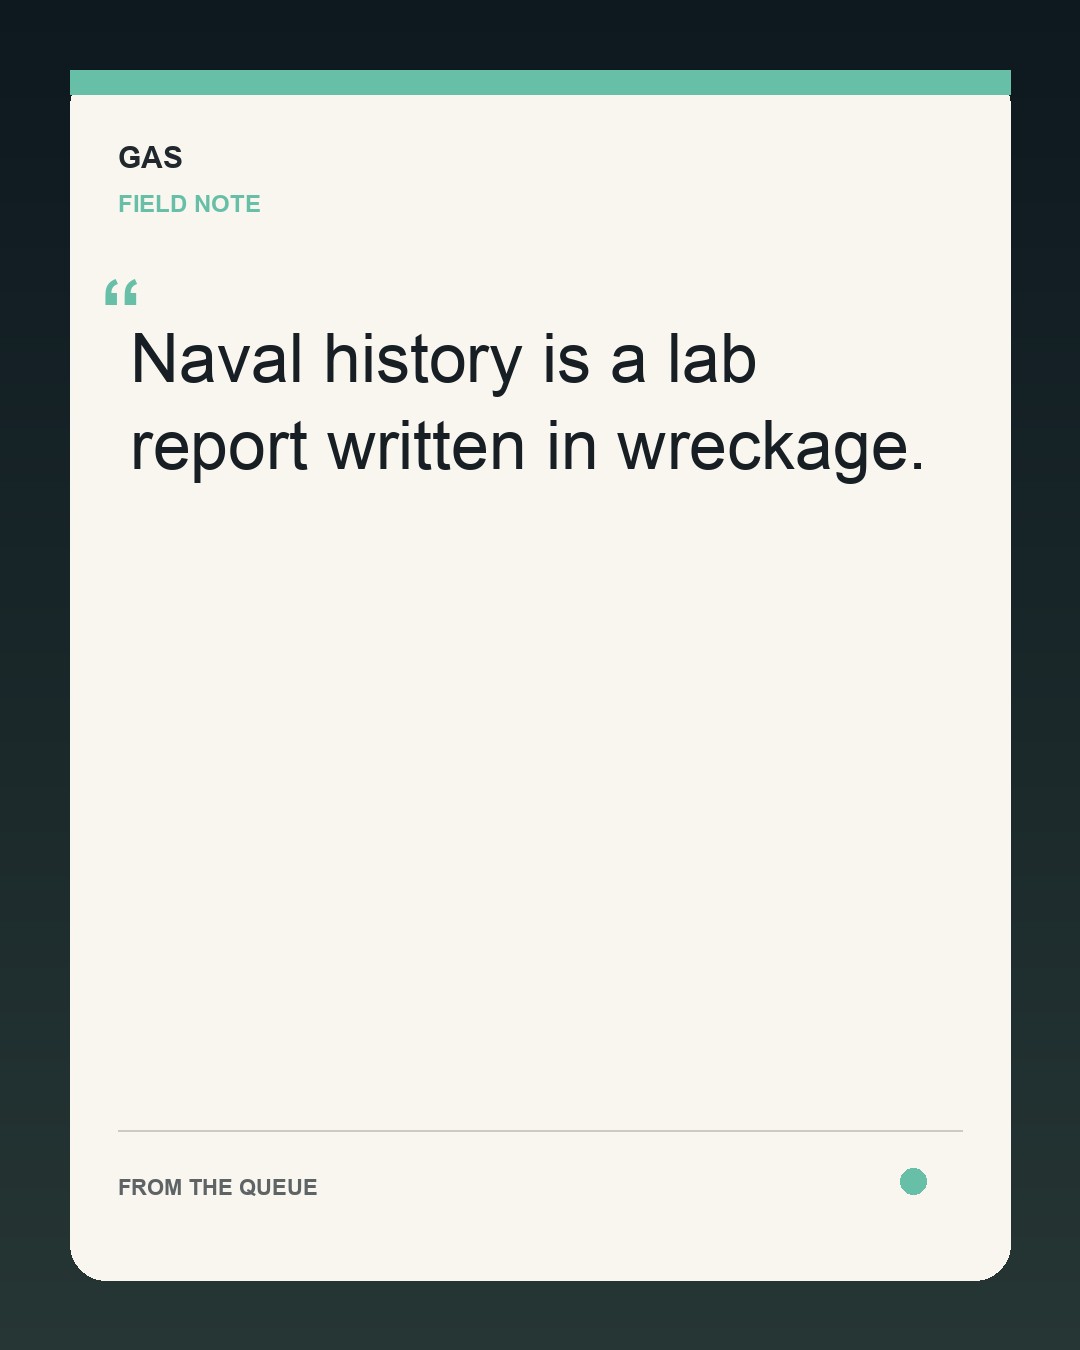 GAS
FIELD NOTE
“
Naval history is a lab
report written in wreckage.
FROM THE QUEUE